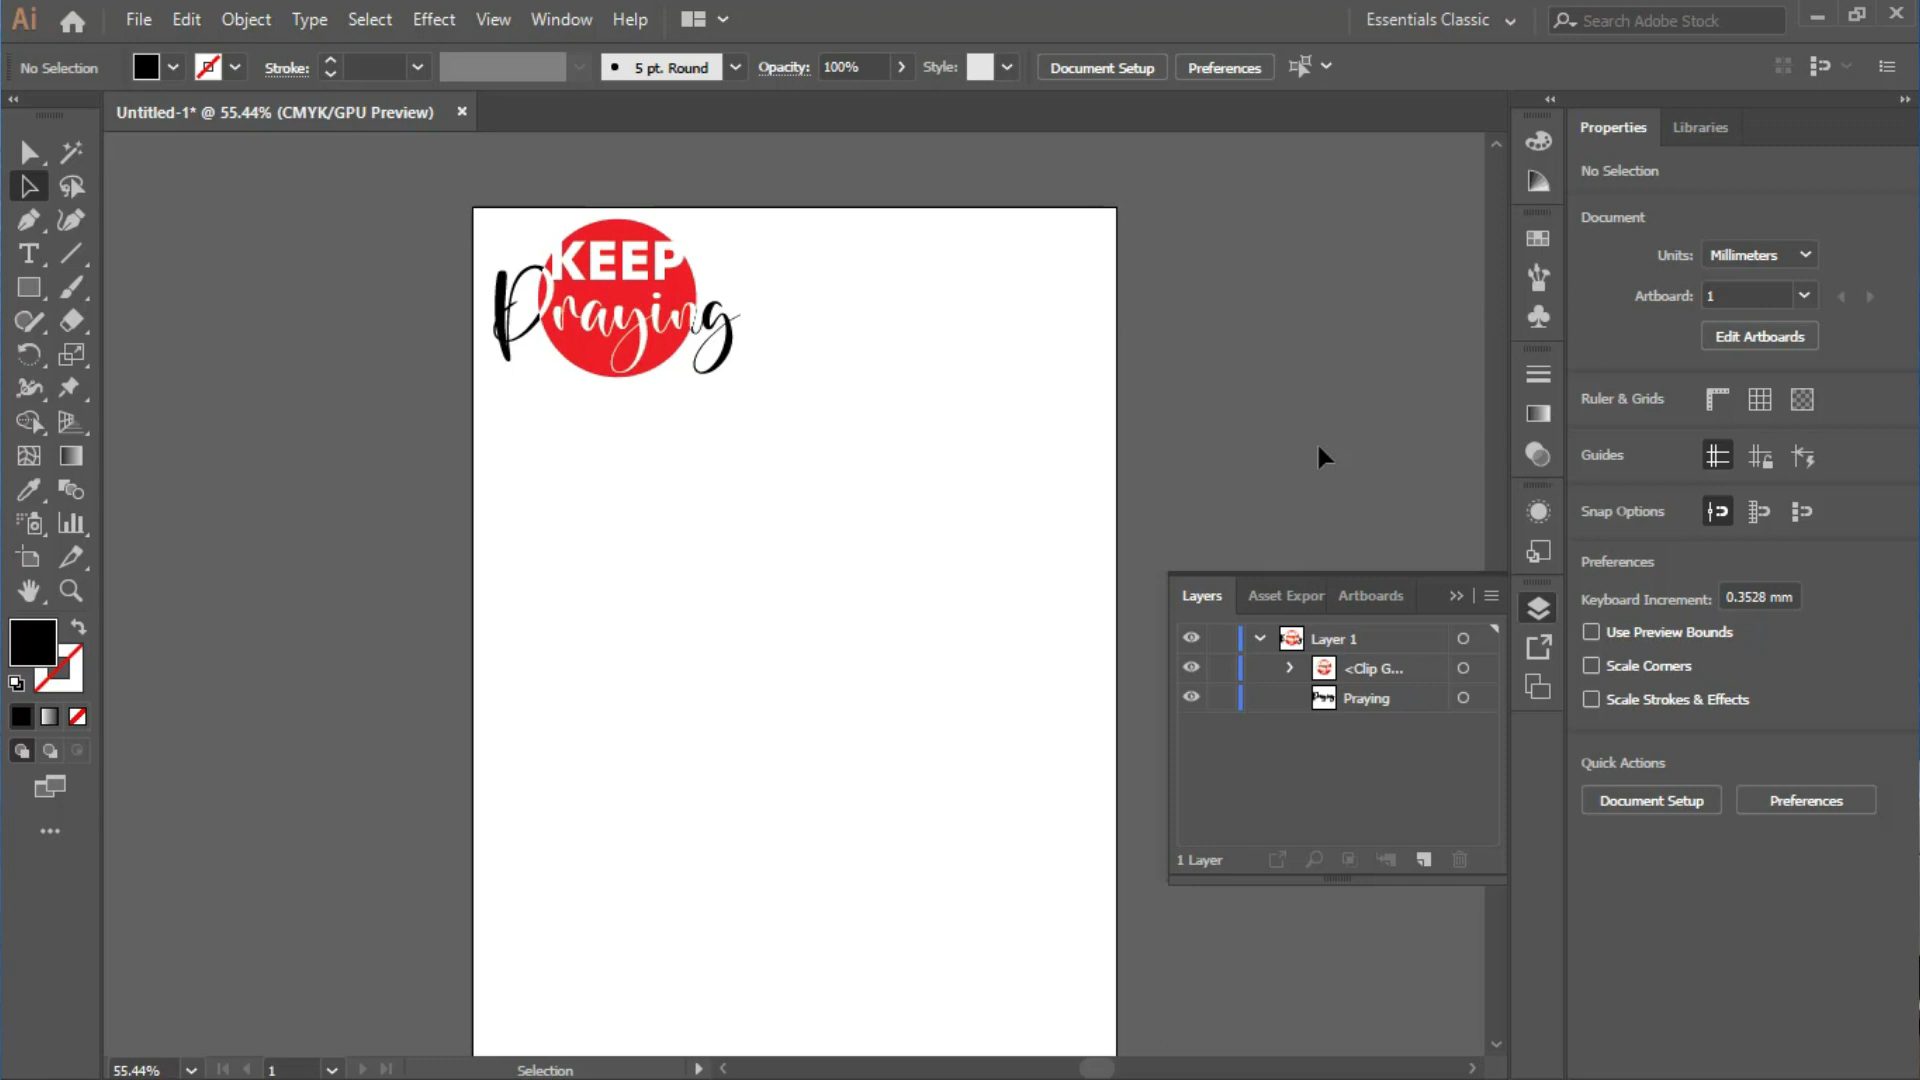 Ai File Edit Object Type Select Effect View Window Help Essentials Classic Search Adobe Stock
No Selection Stroke: 5 pt. Round Opacity: 100% Style: Document Setup Preferences
Untitled-1* @ 55.44% (CMYK/GPU Preview)
KEEP
Praying
Properties Libraries
No Selection
Document
Units: Millimeters
Artboard: 1
Edit Artboards
Ruler & Grids
Guides
Snap Options
Preferences
Keyboard Increment: 0.3528 mm
Use Preview Bounds
Scale Corners
Scale Strokes & Effects
Quick Actions
Document Setup Preferences
Layers Asset Expor Artboards
Layer 1
<Clip G...
Praying
1 Layer
55.44% 1 Selection